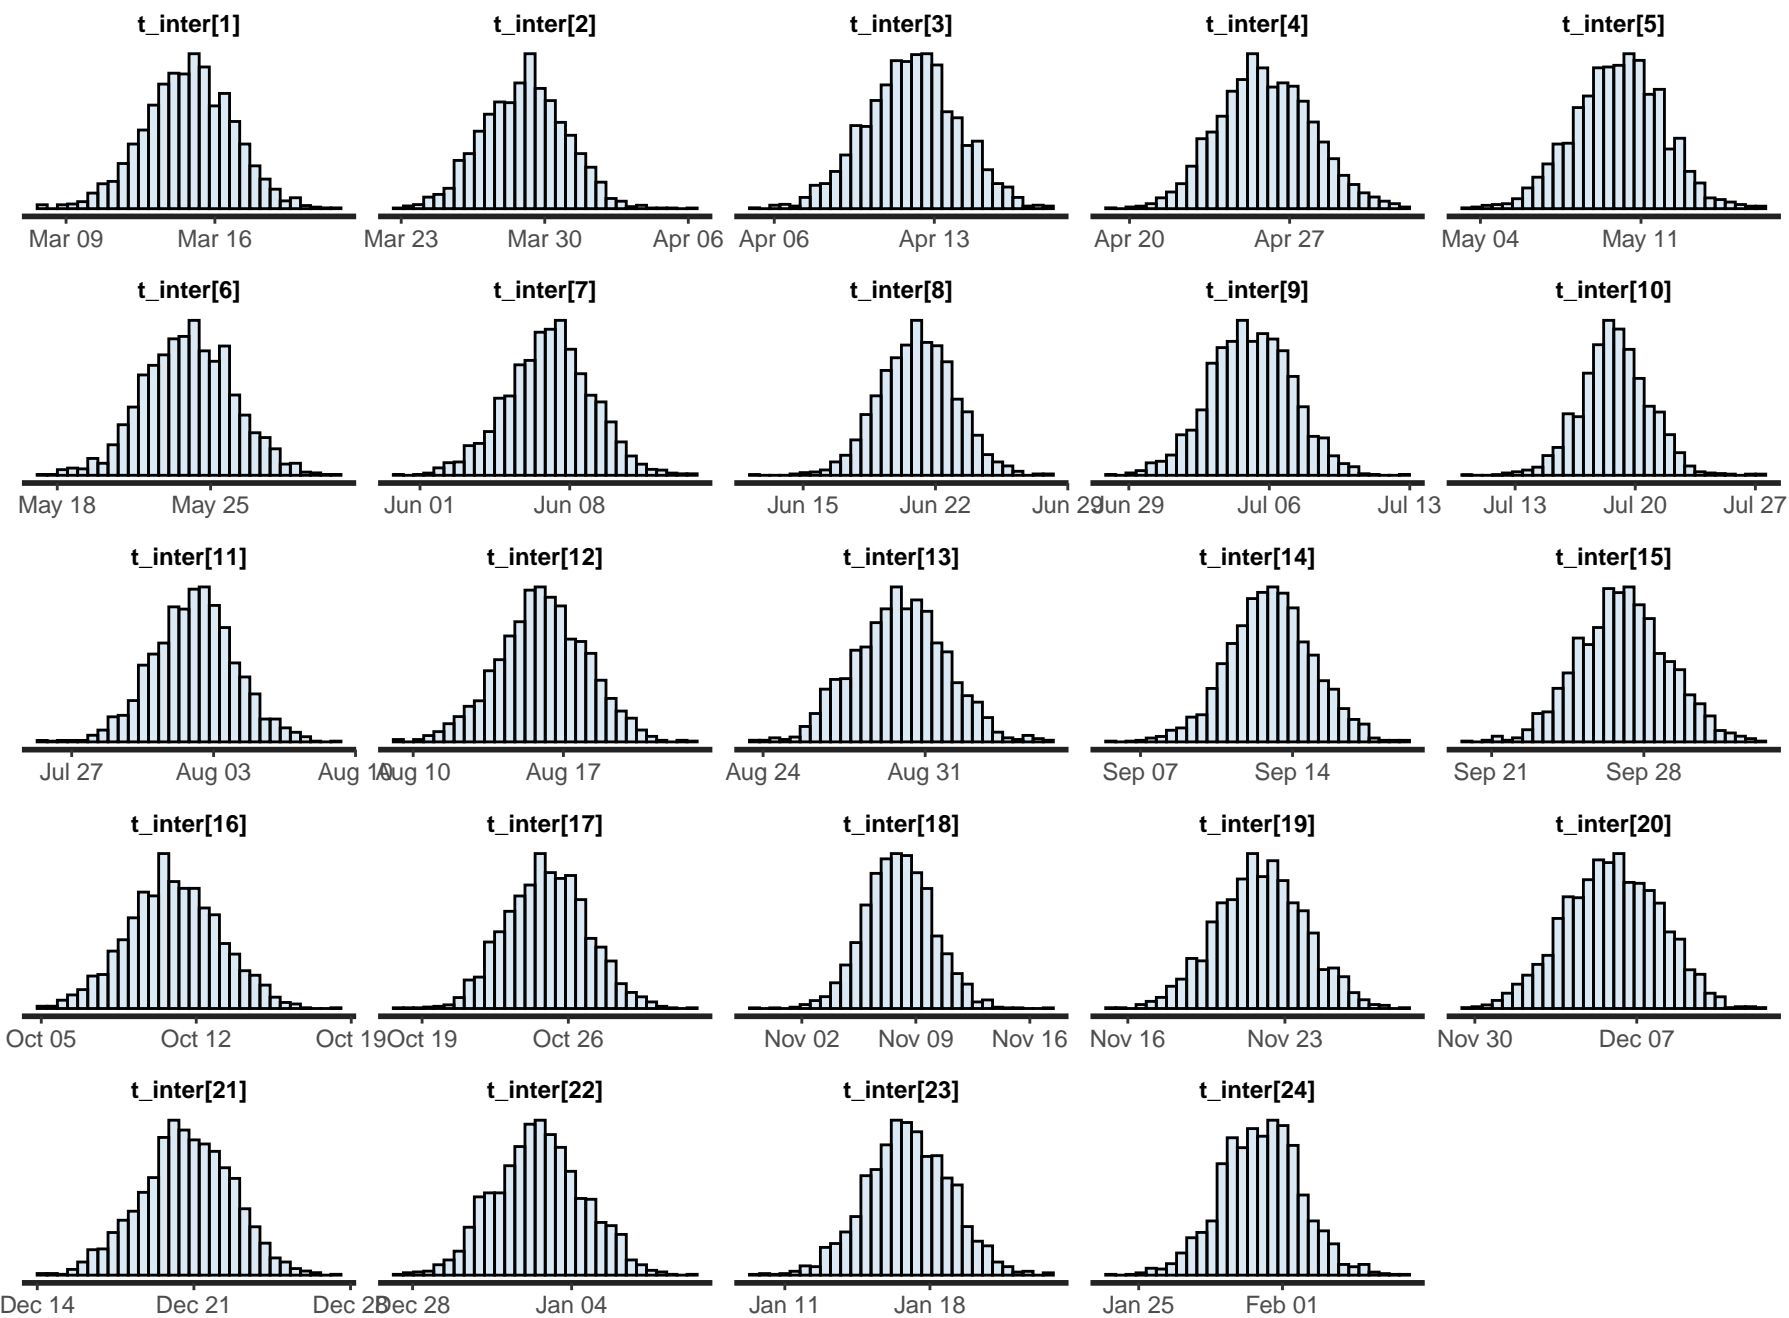 t_inter[1] t_inter[2] t_inter[3] t_inter[4] t_inter[5]
Mar 09 Mar 16 Mar 23 Mar 30 Apr 06 Apr 06 Apr 13 Apr 20 Apr 27 May 04 May 11
t_inter[6] t_inter[7] t_inter[8] t_inter[9] t_inter[10]
May 18 May 25 Jun 01 Jun 08 Jun 15 Jun 22 Jun 29 Jun 29 Jul 06 Jul 13 Jul 13 Jul 20 Jul 27
t_inter[11] t_inter[12] t_inter[13] t_inter[14] t_inter[15]
Jul 27 Aug 03 Aug 10 Aug 10 Aug 17 Aug 24 Aug 31 Sep 07 Sep 14 Sep 21 Sep 28
t_inter[16] t_inter[17] t_inter[18] t_inter[19] t_inter[20]
Oct 05 Oct 12 Oct 19 Oct 19 Oct 26 Nov 02 Nov 09 Nov 16 Nov 16 Nov 23 Nov 30 Dec 07
t_inter[21] t_inter[22] t_inter[23] t_inter[24]
Dec 14 Dec 21 Dec 28 Dec 28 Jan 04 Jan 11 Jan 18 Jan 25 Feb 01